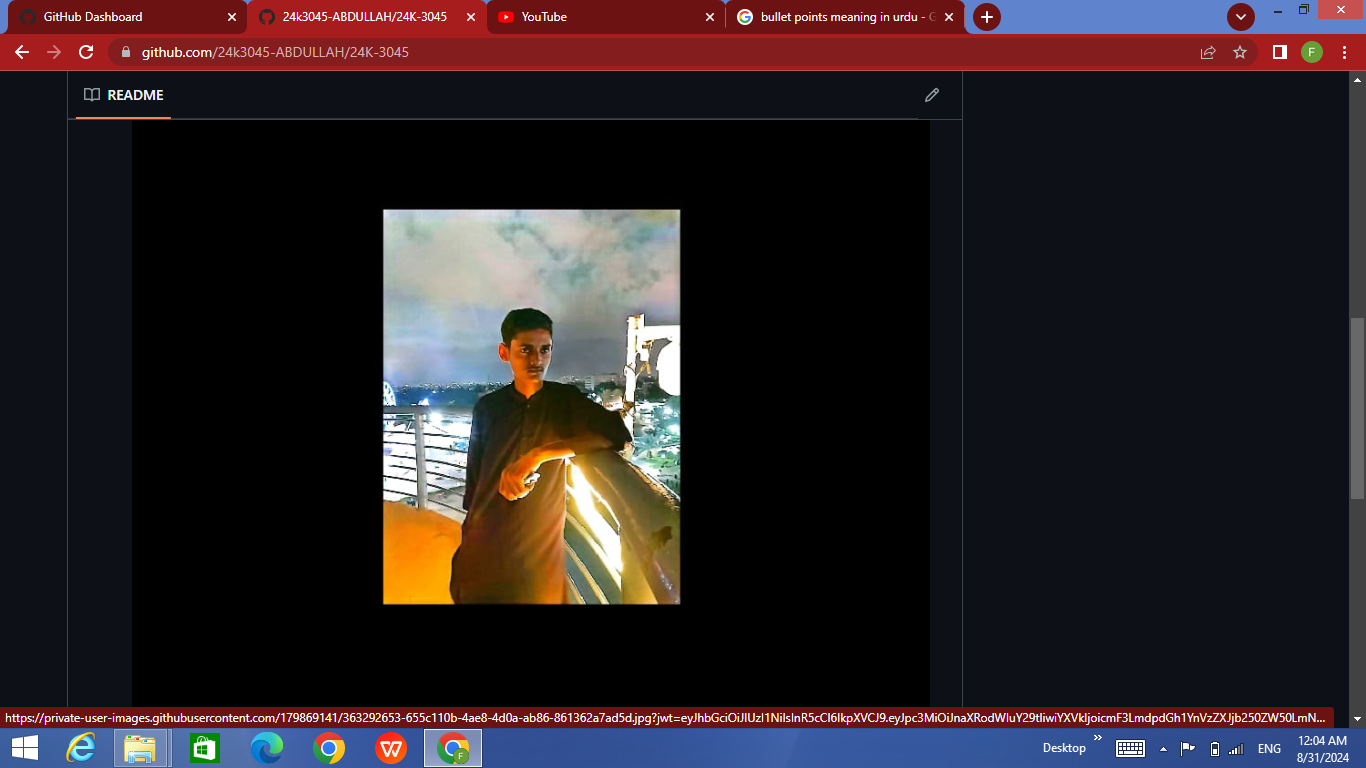 GitHub Dashboard
24k3045-ABDULLAH/24K-3045
YouTube
bullet points meaning in urdu - G
github.com/24k3045-ABDULLAH/24K-3045
F
README
https://private-user-images.githubusercontent.com/179869141/363292653-655c110b-4ae8-4d0a-ab86-861362a7ad5d.jpg?jwt=
Desktop
ENG
12:04 AM
8/31/2024